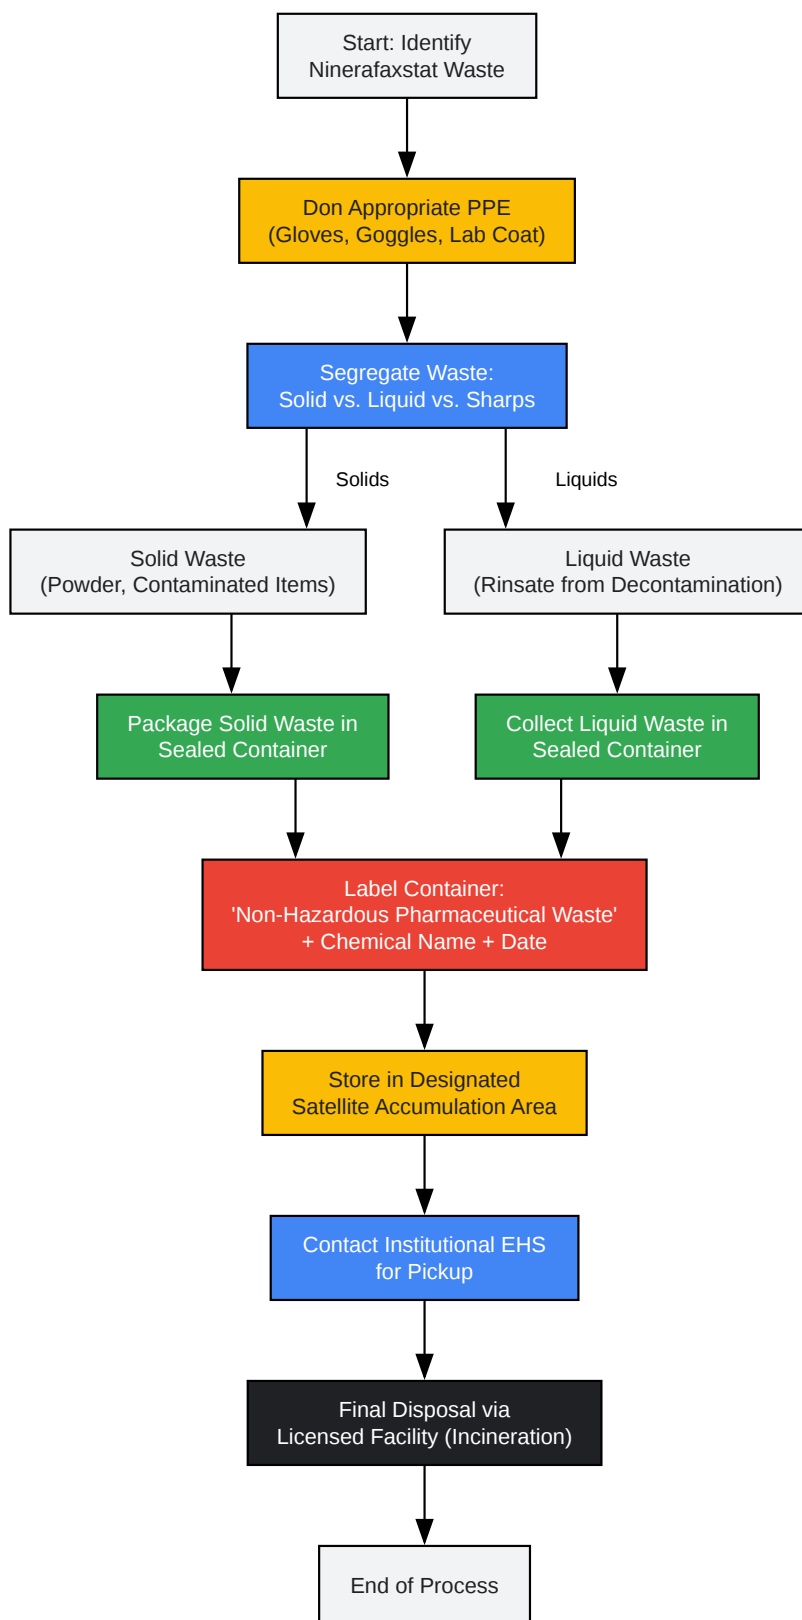 Start: Identify
Ninerafaxstat Waste
Don Appropriate PPE
(Gloves, Goggles, Lab Coat)
Segregate Waste:
Solid vs. Liquid vs. Sharps
Solids
Liquids
Solid Waste
(Powder, Contaminated Items)
Liquid Waste
(Rinsate from Decontamination)
Package Solid Waste in
Sealed Container
Collect Liquid Waste in
Sealed Container
Label Container:
'Non-Hazardous Pharmaceutical Waste'
+ Chemical Name + Date
Store in Designated
Satellite Accumulation Area
Contact Institutional EHS
for Pickup
Final Disposal via
Licensed Facility (Incineration)
End of Process